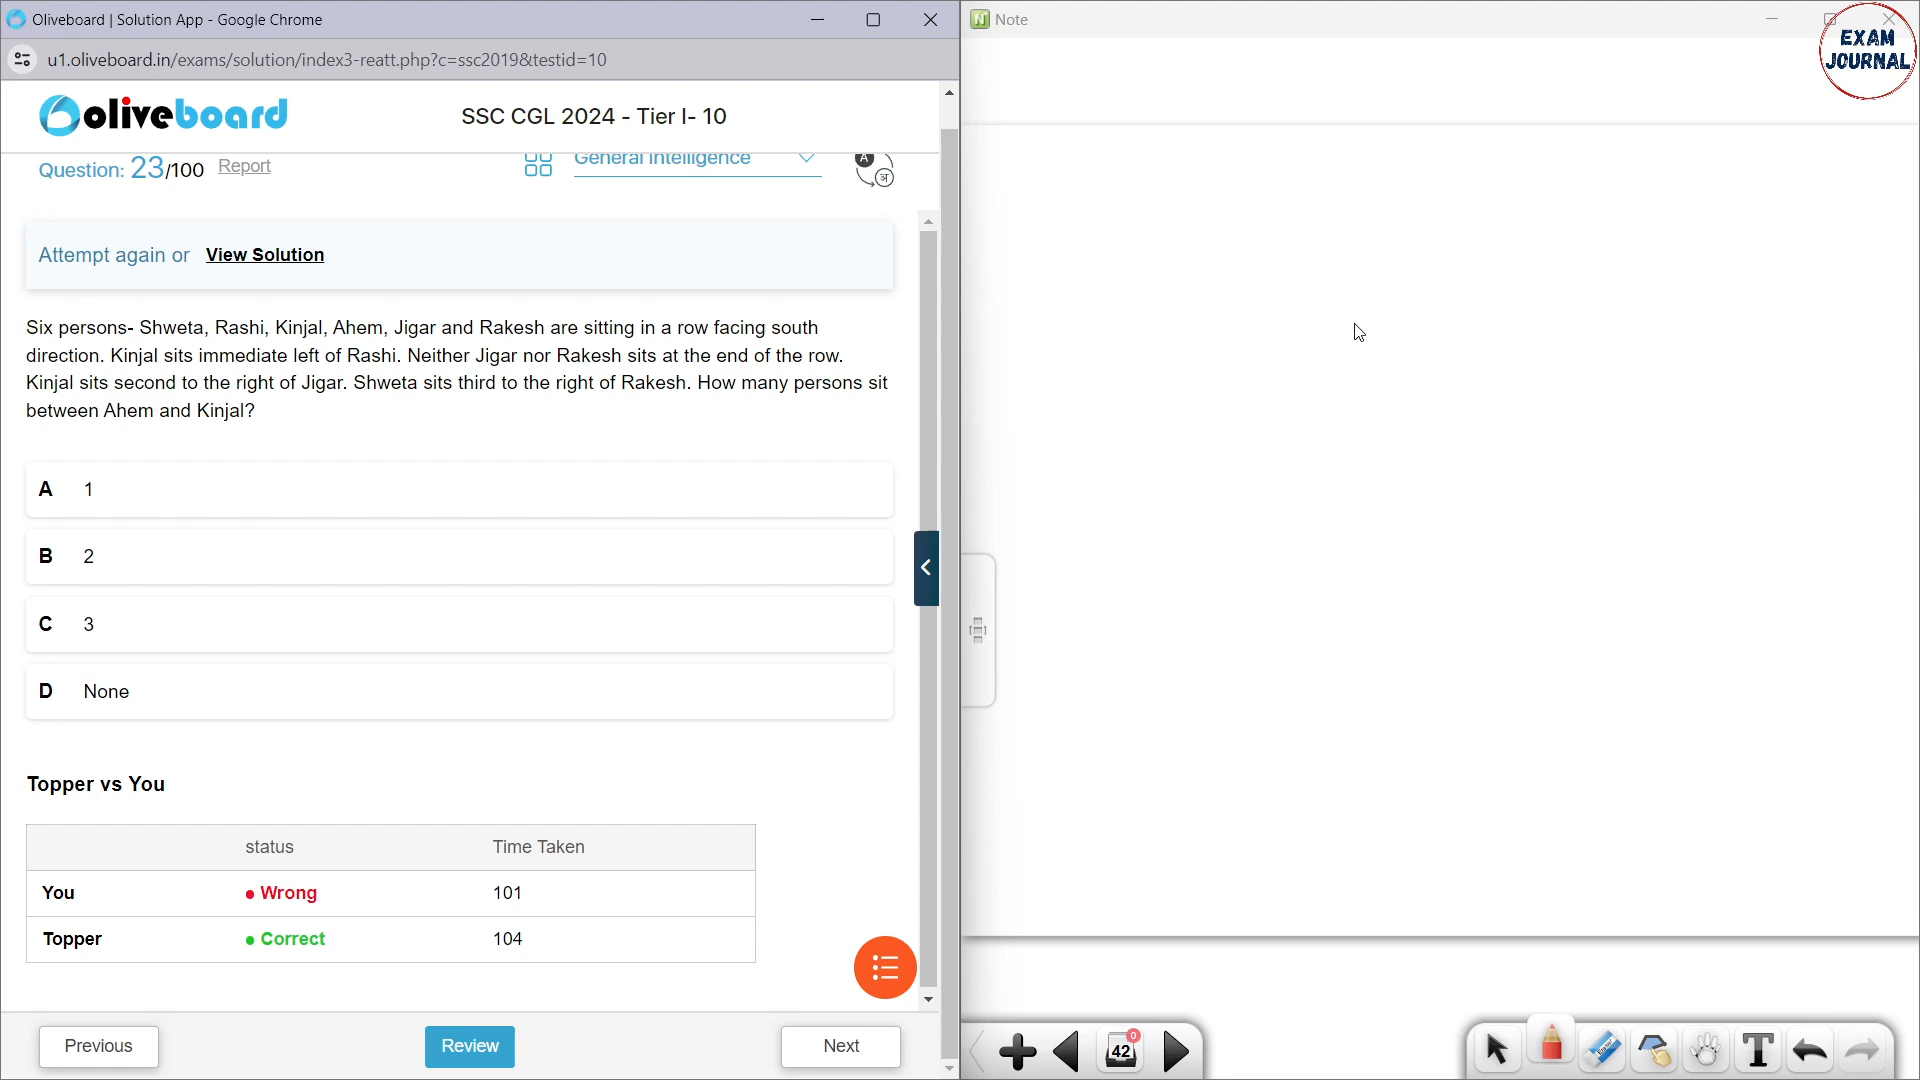 Oliveboard | Solution App - Google Chrome
u1.oliveboard.in/exams/solution/index3-reatt.php?c=ssc2019&testid=10
oliveboard
SSC CGL 2024 - Tier I- 10
Question: 23/100 Report
General Intelligence
A
अ
Attempt again or View Solution
Six persons- Shweta, Rashi, Kinjal, Ahem, Jigar and Rakesh are sitting in a row facing south
direction. Kinjal sits immediate left of Rashi. Neither Jigar nor Rakesh sits at the end of the row.
Kinjal sits second to the right of Jigar. Shweta sits third to the right of Rakesh. How many persons sit
between Ahem and Kinjal?
A 1
B 2
C 3
D None
Topper vs You
status Time Taken
You Wrong 101
Topper Correct 104
Previous
Review
Next
N Note
EXAM
JOURNAL
42
0
T